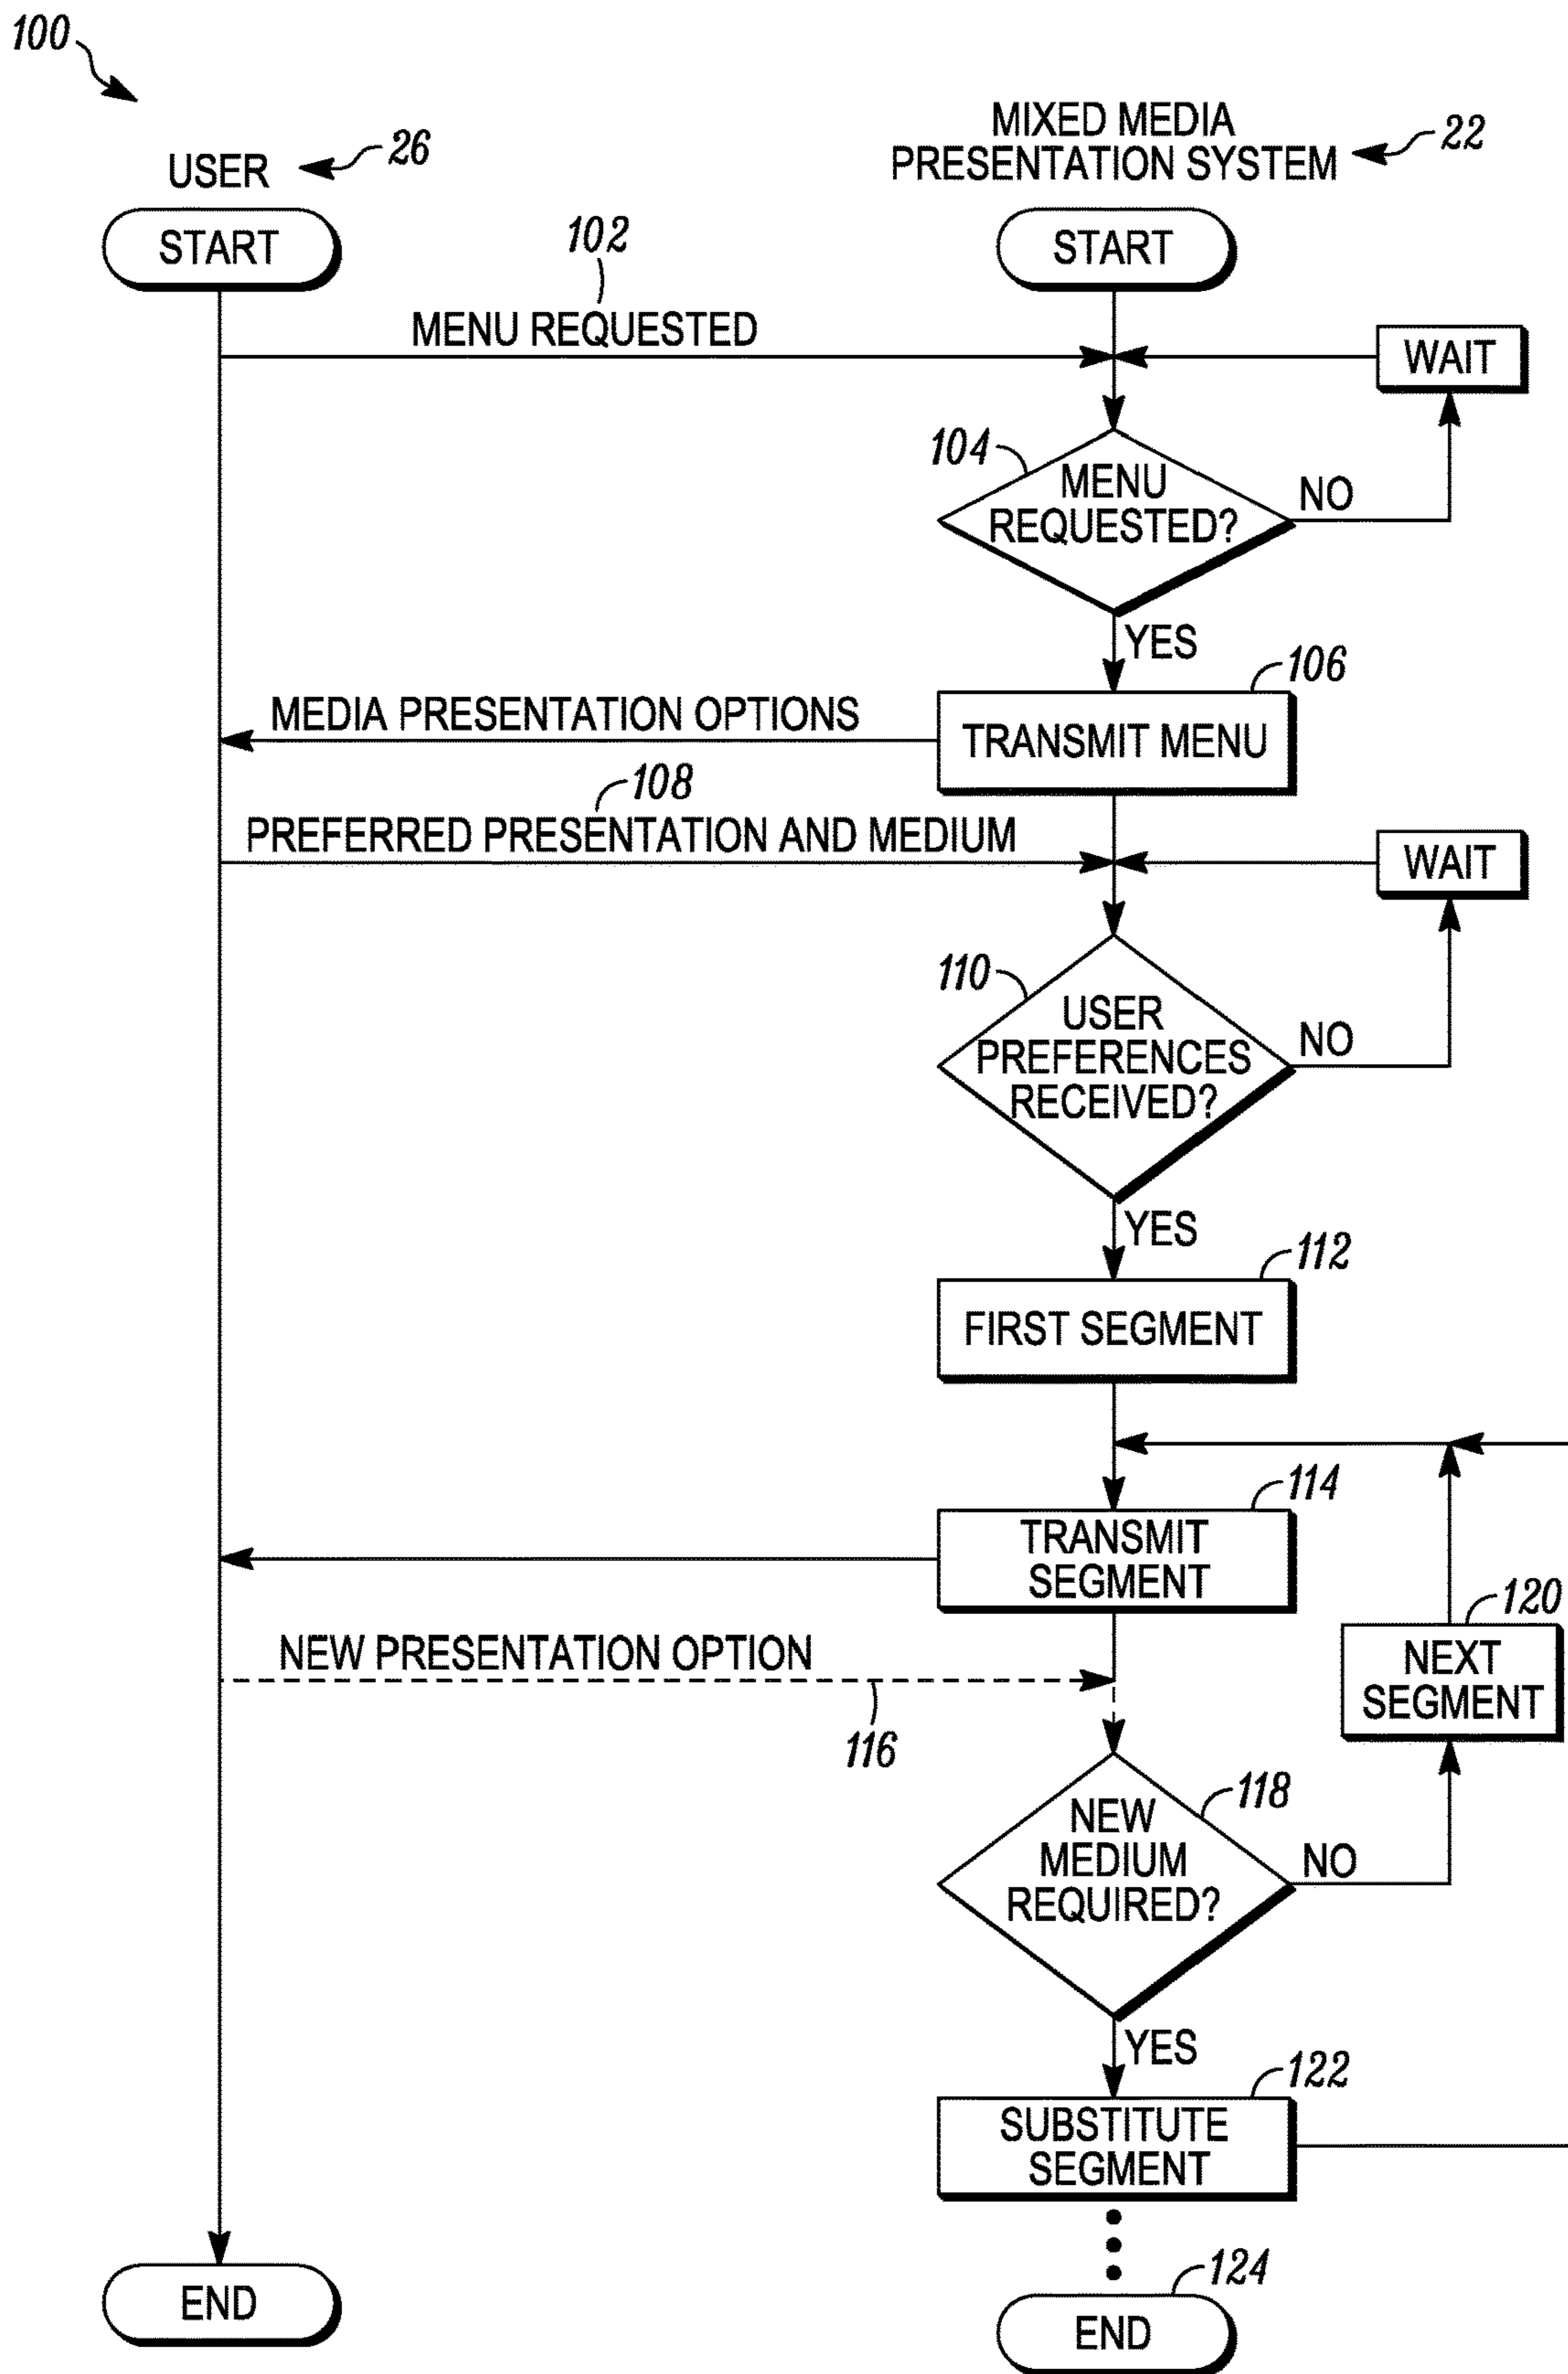 100
USER
26
MIXED MEDIA
PRESENTATION SYSTEM
22
START
START
102
MENU REQUESTED
WAIT
104
MENU
REQUESTED?
NO
YES
106
MEDIA PRESENTATION OPTIONS
TRANSMIT MENU
108
PREFERRED PRESENTATION AND MEDIUM
WAIT
110
USER
PREFERENCES
RECEIVED?
NO
YES
112
FIRST SEGMENT
114
TRANSMIT
SEGMENT
120
NEXT
SEGMENT
NEW PRESENTATION OPTION
116
118
NEW
MEDIUM
REQUIRED?
NO
YES
122
SUBSTITUTE
SEGMENT
124
END
END